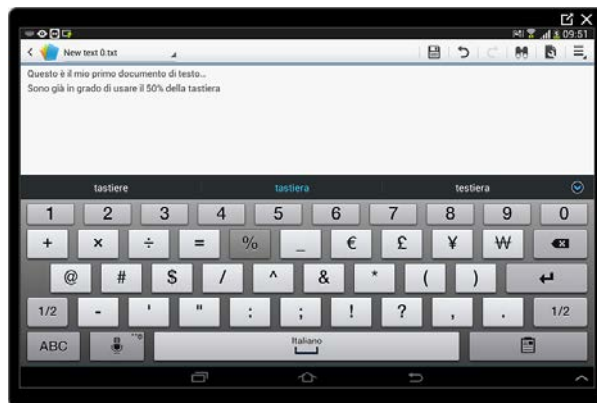 09:51
New text 0.txt
Questo è il mio primo documento di testo...
Sono già in grado di usare il 50% della tastiera
tastiere tastiera testiera
1 2 3 4 5 6 7 8 9 0
+ × ÷ = % _ € £ ¥ ₩
@ # $ / ^ & * ( )
1/2 - ' " : ; ! ? , . 1/2
ABC Italiano